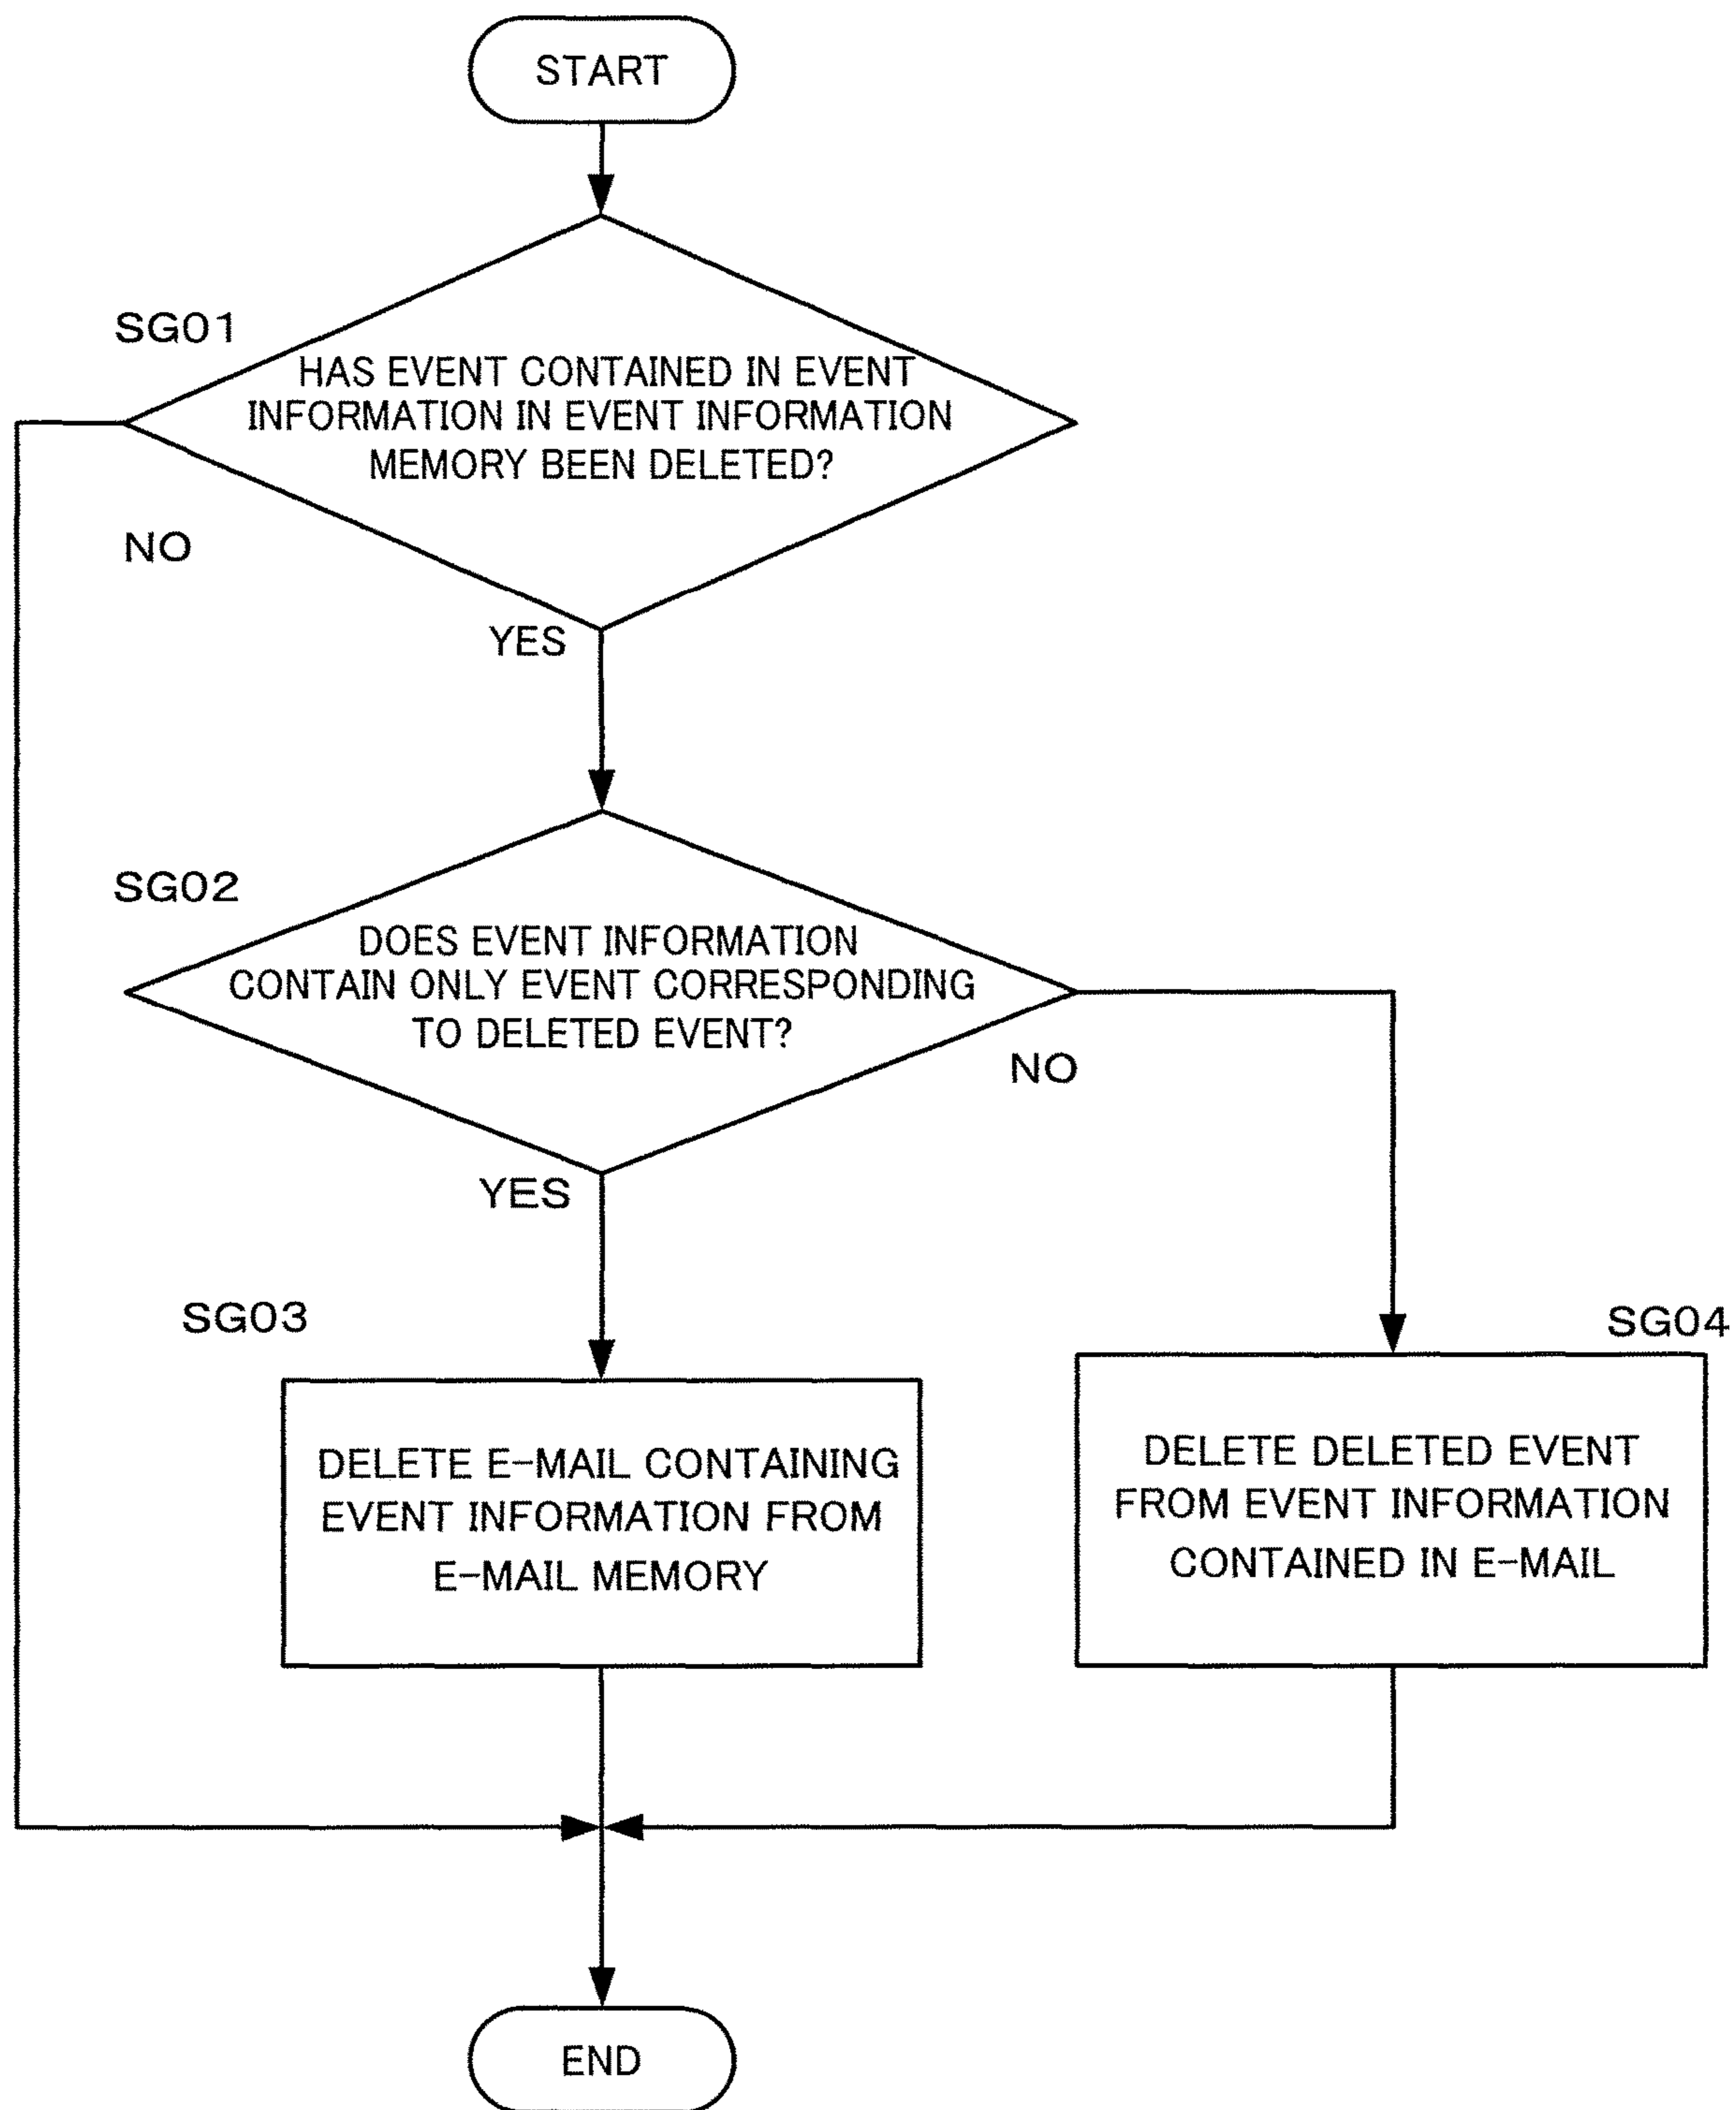 START
SG01
HAS EVENT CONTAINED IN EVENT
INFORMATION IN EVENT INFORMATION
MEMORY BEEN DELETED?
NO
YES
SG02
DOES EVENT INFORMATION
CONTAIN ONLY EVENT CORRESPONDING
TO DELETED EVENT?
NO
YES
SG03
DELETE E-MAIL CONTAINING
EVENT INFORMATION FROM
E-MAIL MEMORY
SG04
DELETE DELETED EVENT
FROM EVENT INFORMATION
CONTAINED IN E-MAIL
END